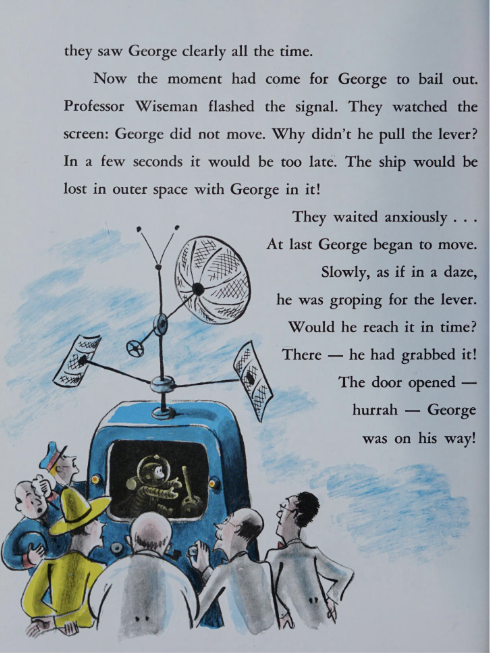 they saw George clearly all the time.
Now the moment had come for George to bail out.
Professor Wiseman flashed the signal. They watched the
screen: George did not move. Why didn't he pull the lever?
In a few seconds it would be too late. The ship would be
lost in outer space with George in it!
They waited anxiously . . .
At last George began to move.
Slowly, as if in a daze,
he was groping for the lever.
Would he reach it in time?
There — he had grabbed it!
The door opened —
hurrah — George
was on his way!